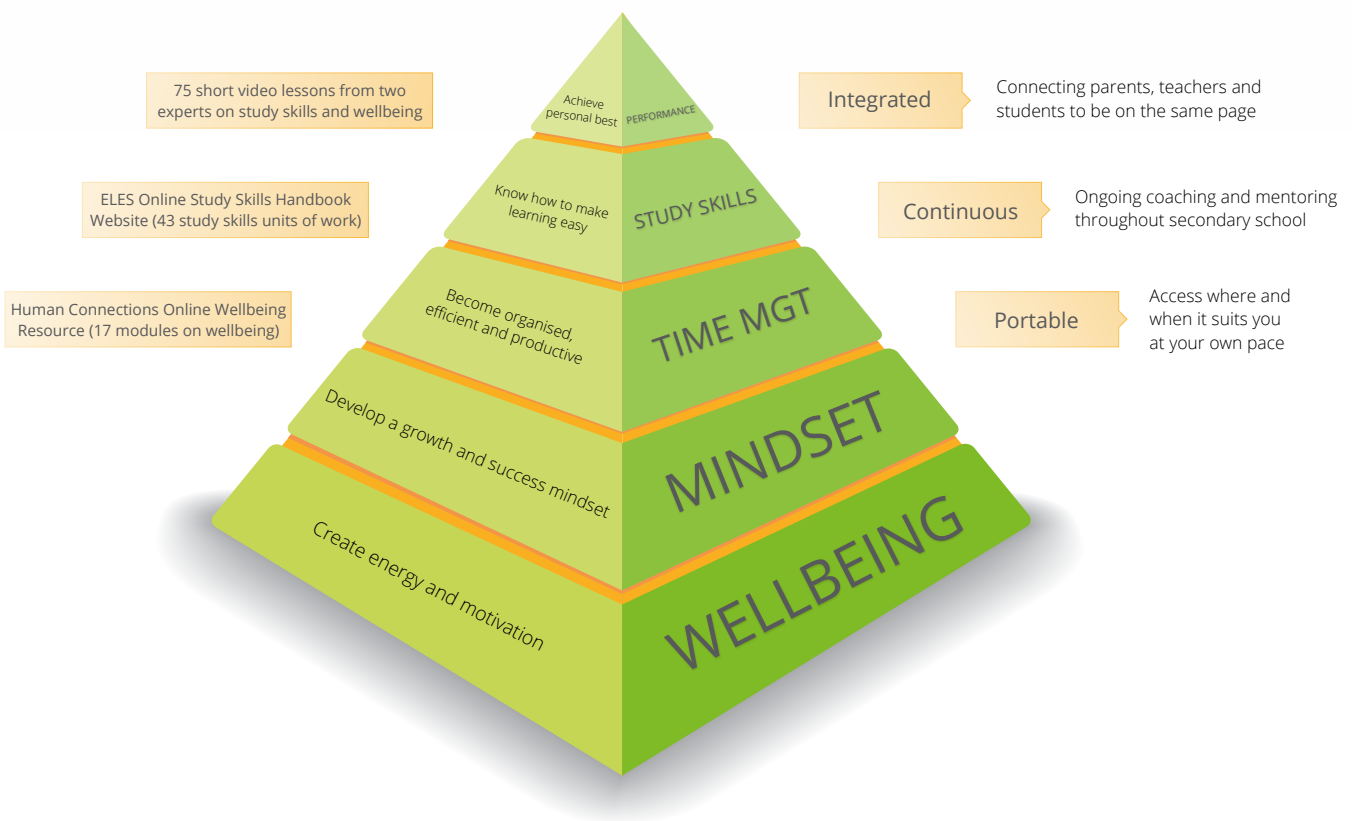 75 short video lessons from two
experts on study skills and wellbeing
ELES Online Study Skills Handbook
Website (43 study skills units of work)
Human Connections Online Wellbeing
Resource (17 modules on wellbeing)
Achieve
personal best
PERFORMANCE
Know how to make
learning easy
STUDY SKILLS
Become organised,
efficient and productive
TIME MGT
Develop a growth and success mindset
MINDSET
Create energy and motivation
WELLBEING
Integrated
Connecting parents, teachers and
students to be on the same page
Continuous
Ongoing coaching and mentoring
throughout secondary school
Portable
Access where and
when it suits you
at your own pace